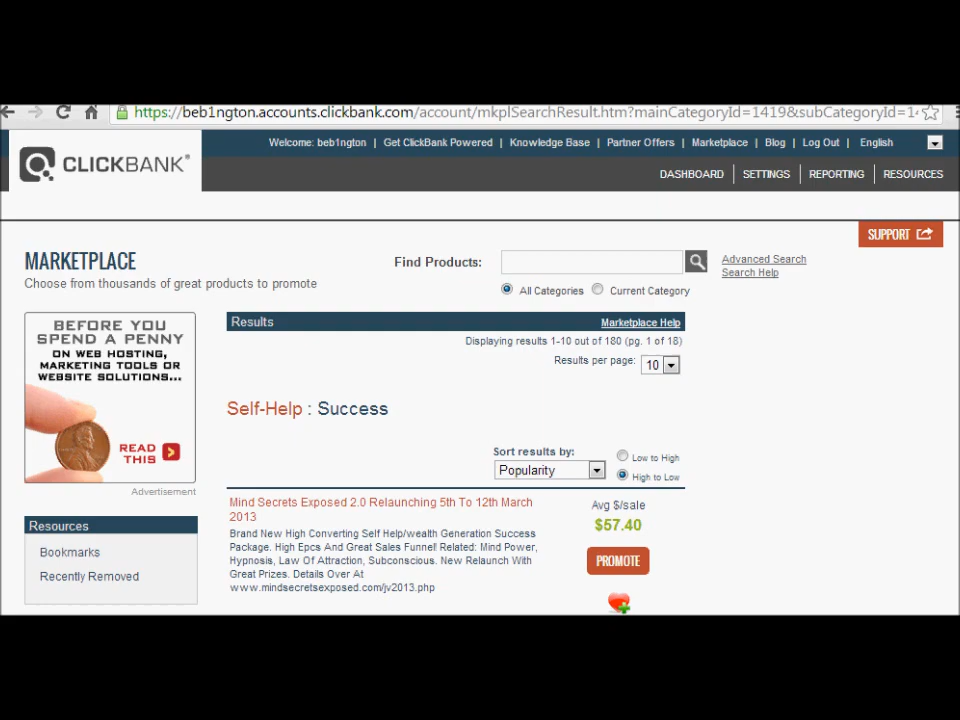 https://beb1ngton.accounts.clickbank.com/account/mkplSearchResult.htm?mainCategoryId=1419&subCategoryId=14
Welcome: beb1ngton | Get ClickBank Powered | Knowledge Base | Partner Offers | Marketplace | Blog | Log Out | English
CLICKBANK®
DASHBOARD | SETTINGS | REPORTING | RESOURCES
SUPPORT
MARKETPLACE
Choose from thousands of great products to promote
Find Products:
Advanced Search
Search Help
All Categories
Current Category
BEFORE YOU
SPEND A PENNY
ON WEB HOSTING,
MARKETING TOOLS OR
WEBSITE SOLUTIONS...
READ
THIS
Advertisement
Resources
Bookmarks
Recently Removed
Results
Marketplace Help
Displaying results 1-10 out of 180 (pg. 1 of 18)
Results per page: 10
Self-Help : Success
Sort results by:
Popularity
Low to High
High to Low
Mind Secrets Exposed 2.0 Relaunching 5th To 12th March
2013
Brand New High Converting Self Help/wealth Generation Success
Package. High Epcs And Great Sales Funnel! Related: Mind Power,
Hypnosis, Law Of Attraction, Subconscious. New Relaunch With
Great Prizes. Details Over At
www.mindsecretsexposed.com/jv2013.php
Avg $/sale
$57.40
PROMOTE